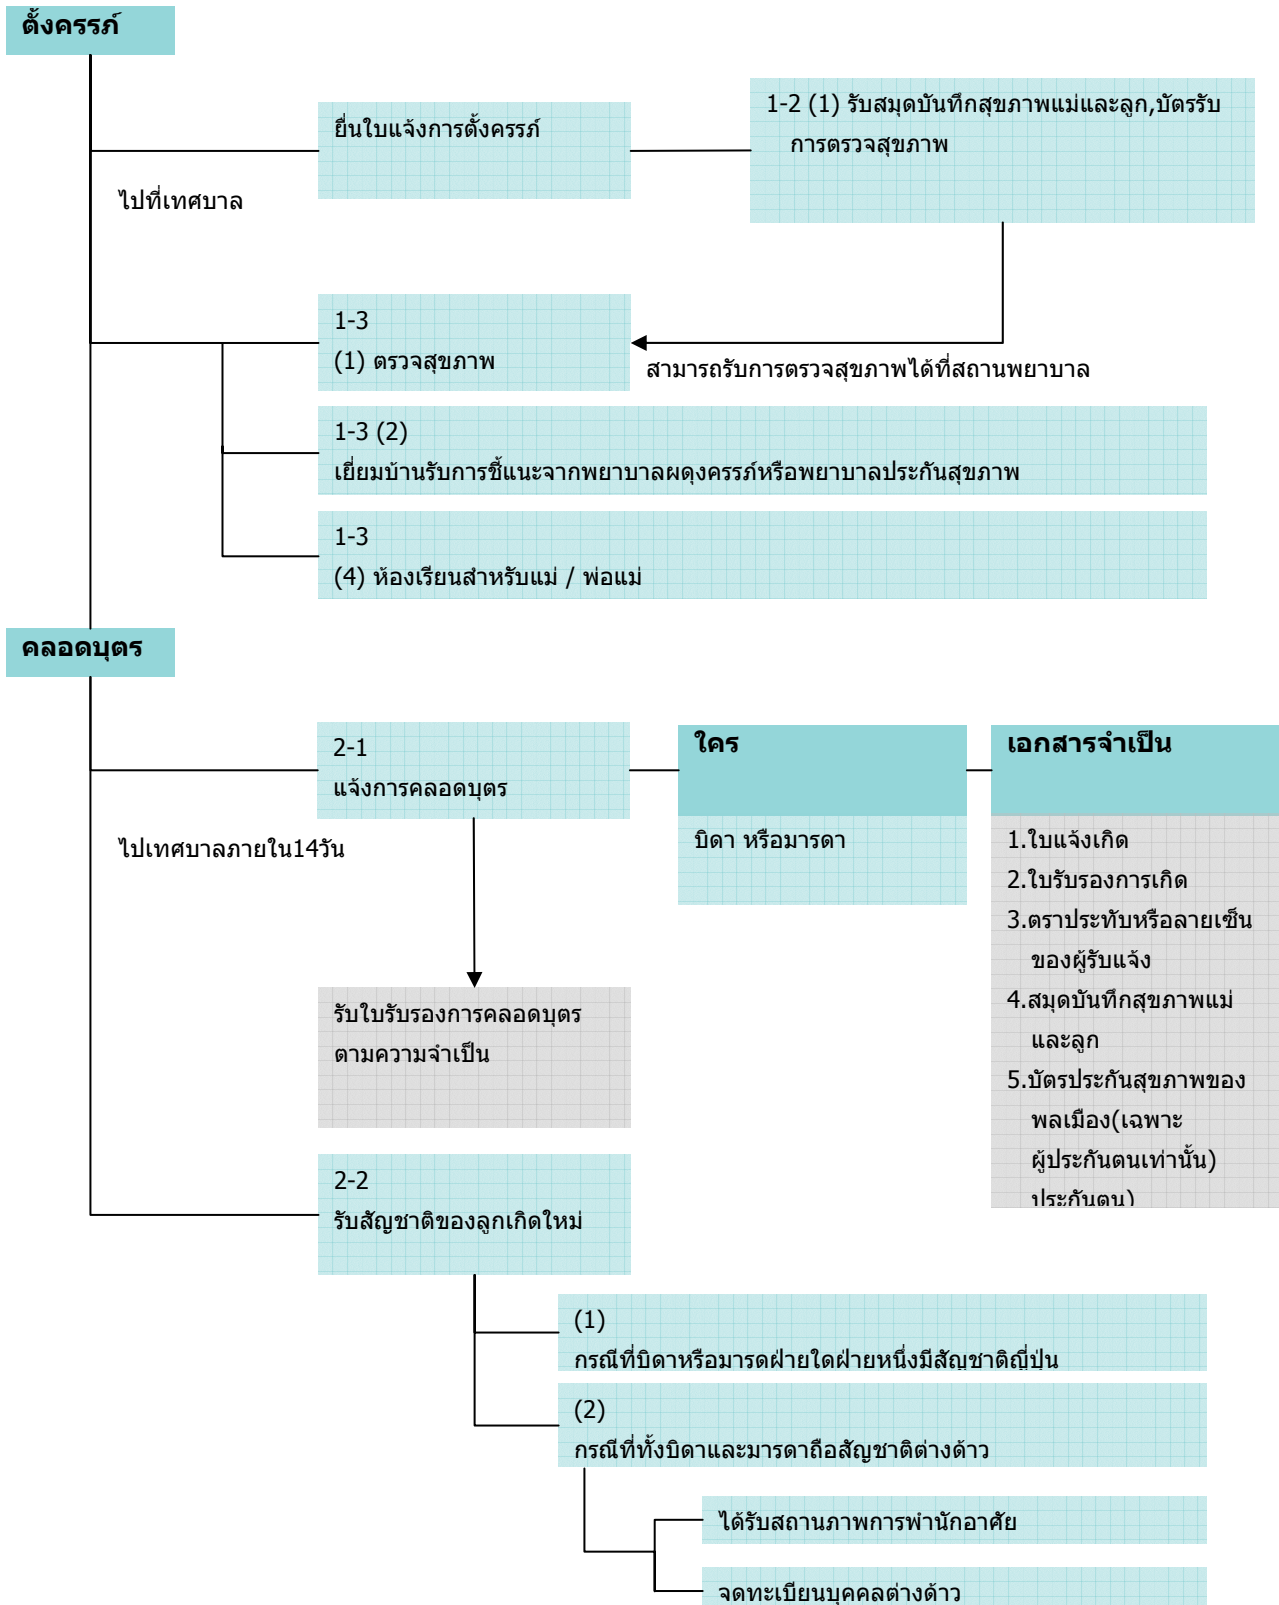 ตั้งครรภ์
ยื่นใบแจ้งการตั้งครรภ์
1-2 (1) รับสมุดบันทึกสุขภาพแม่และลูก,บัตรรับ
การตรวจสุขภาพ
ไปที่เทศบาล
1-3
(1) ตรวจสุขภาพ
สามารถรับการตรวจสุขภาพได้ที่สถานพยาบาล
1-3 (2)
เยี่ยมบ้านรับการชี้แนะจากพยาบาลผดุงครรภ์หรือพยาบาลประกันสุขภาพ
1-3
(4) ห้องเรียนสำหรับแม่ / พ่อแม่
คลอดบุตร
2-1
แจ้งการคลอดบุตร
ไปเทศบาลภายใน14วัน
ใคร
บิดา หรือมารดา
เอกสารจำเป็น
1.ใบแจ้งเกิด
2.ใบรับรองการเกิด
3.ตราประทับหรือลายเซ็น
ของผู้รับแจ้ง
4.สมุดบันทึกสุขภาพแม่
และลูก
5.บัตรประกันสุขภาพของ
พลเมือง(เฉพาะ
ผู้ประกันตนเท่านั้น)
ประกันตน)
รับใบรับรองการคลอดบุตร
ตามความจำเป็น
2-2
รับสัญชาติของลูกเกิดใหม่
(1)
กรณีที่บิดาหรือมารดฝ่ายใดฝ่ายหนึ่งมีสัญชาติญี่ปุ่น
(2)
กรณีที่ทั้งบิดาและมารดาถือสัญชาติต่างด้าว
ได้รับสถานภาพการพำนักอาศัย
จดทะเบียนบุคคลต่างด้าว